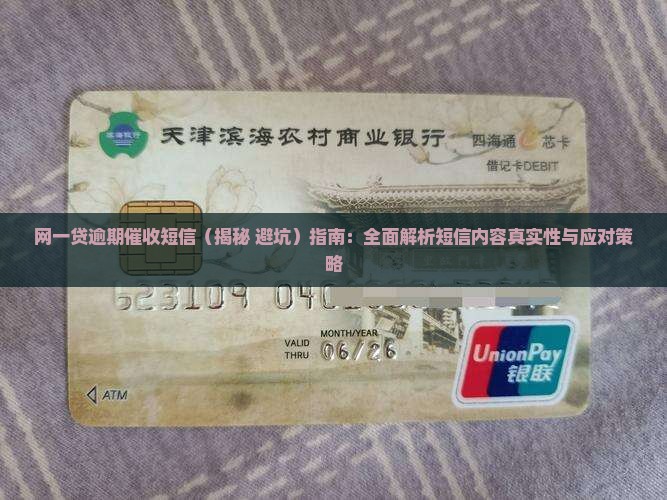 滨海银行
天津滨海农村商业银行
四海通 e 芯卡
借记卡DEBIT
网一贷逾期催收短信（揭秘 避坑）指南：全面解析短信内容真实性与应对策
略
623109 040
MONTH/YEAR
VALID
THRU
06/26
UnionPay
银联
ATM